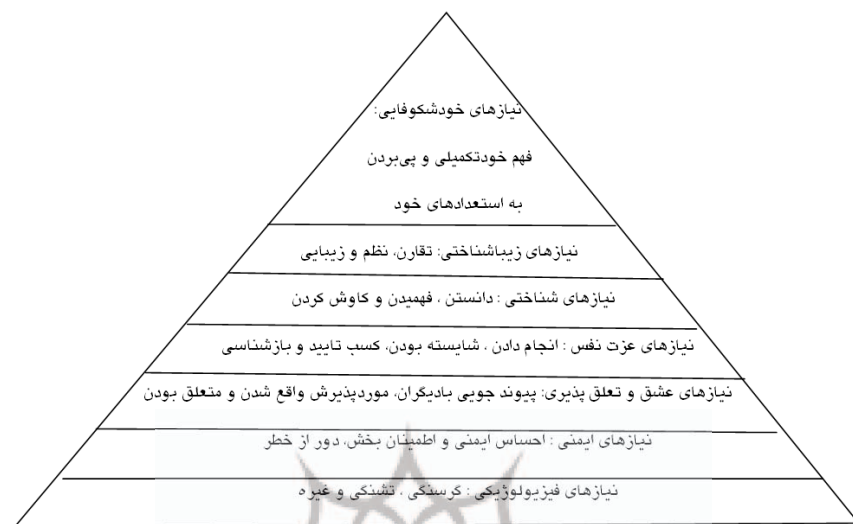 نیازهای خودشکوفایی:
فهم خودتکمیلی و پی‌بردن
به استعدادهای خود
نیازهای زیباشناختی: تقارن، نظم و زیبایی
نیازهای شناختی : دانستن ، فهمیدن و کاوش کردن
نیازهای عزت نفس : انجام دادن ، شایسته بودن، کسب تایید و بازشناسی
نیازهای عشق و تعلق پذیری: پیوند جویی بادیگران، موردپذیرش واقع شدن و متعلق بودن
نیازهای ایمنی : احساس ایمنی و اطمینان بخش، دور از خطر
نیازهای فیزیولوژیکی : گرسنگی ، تشنگی و غیره